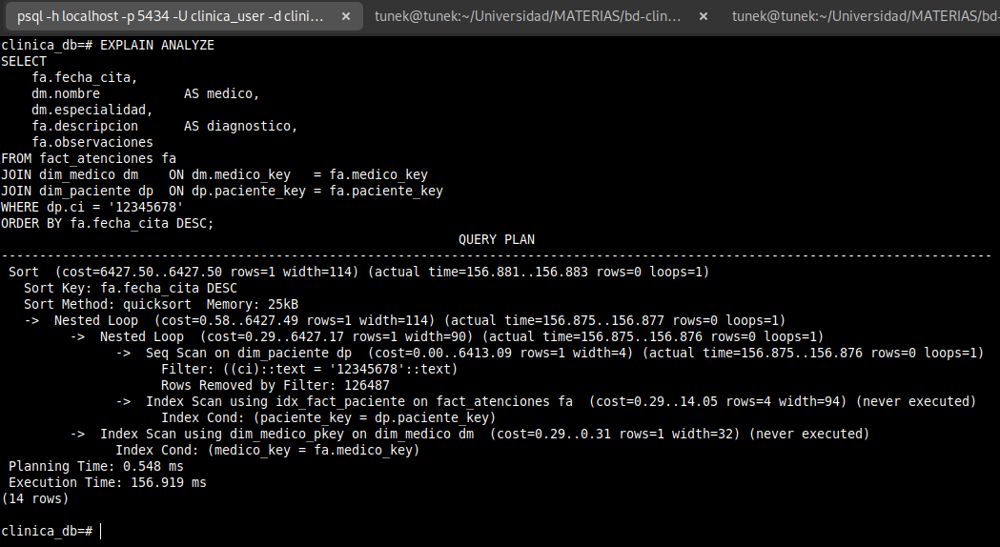 psql -h localhost -p 5434 -U clinica_user -d clini... × tunek@tunek:~/Universidad/MATERIAS/bd-clin... × tunek@tunek:~/Universidad/MATERIAS/bd-
clinica_db=# EXPLAIN ANALYZE
SELECT
    fa.fecha_cita,
    dm.nombre           AS medico,
    dm.especialidad,
    fa.descripcion      AS diagnostico,
    fa.observaciones
FROM fact_atenciones fa
JOIN dim_medico dm    ON dm.medico_key   = fa.medico_key
JOIN dim_paciente dp  ON dp.paciente_key = fa.paciente_key
WHERE dp.ci = '12345678'
ORDER BY fa.fecha_cita DESC;
                                                            QUERY PLAN
----------------------------------------------------------------------------------------------------------------------------------
 Sort  (cost=6427.50..6427.50 rows=1 width=114) (actual time=156.881..156.883 rows=0 loops=1)
   Sort Key: fa.fecha_cita DESC
   Sort Method: quicksort  Memory: 25kB
   ->  Nested Loop  (cost=0.58..6427.49 rows=1 width=114) (actual time=156.875..156.877 rows=0 loops=1)
         ->  Nested Loop  (cost=0.29..6427.17 rows=1 width=90) (actual time=156.875..156.876 rows=0 loops=1)
               ->  Seq Scan on dim_paciente dp  (cost=0.00..6413.09 rows=1 width=4) (actual time=156.875..156.876 rows=0 loops=1)
                     Filter: ((ci)::text = '12345678'::text)
                     Rows Removed by Filter: 126487
               ->  Index Scan using idx_fact_paciente on fact_atenciones fa  (cost=0.29..14.05 rows=4 width=94) (never executed)
                     Index Cond: (paciente_key = dp.paciente_key)
         ->  Index Scan using dim_medico_pkey on dim_medico dm  (cost=0.29..0.31 rows=1 width=32) (never executed)
               Index Cond: (medico_key = fa.medico_key)
 Planning Time: 0.548 ms
 Execution Time: 156.919 ms
(14 rows)
clinica_db=#